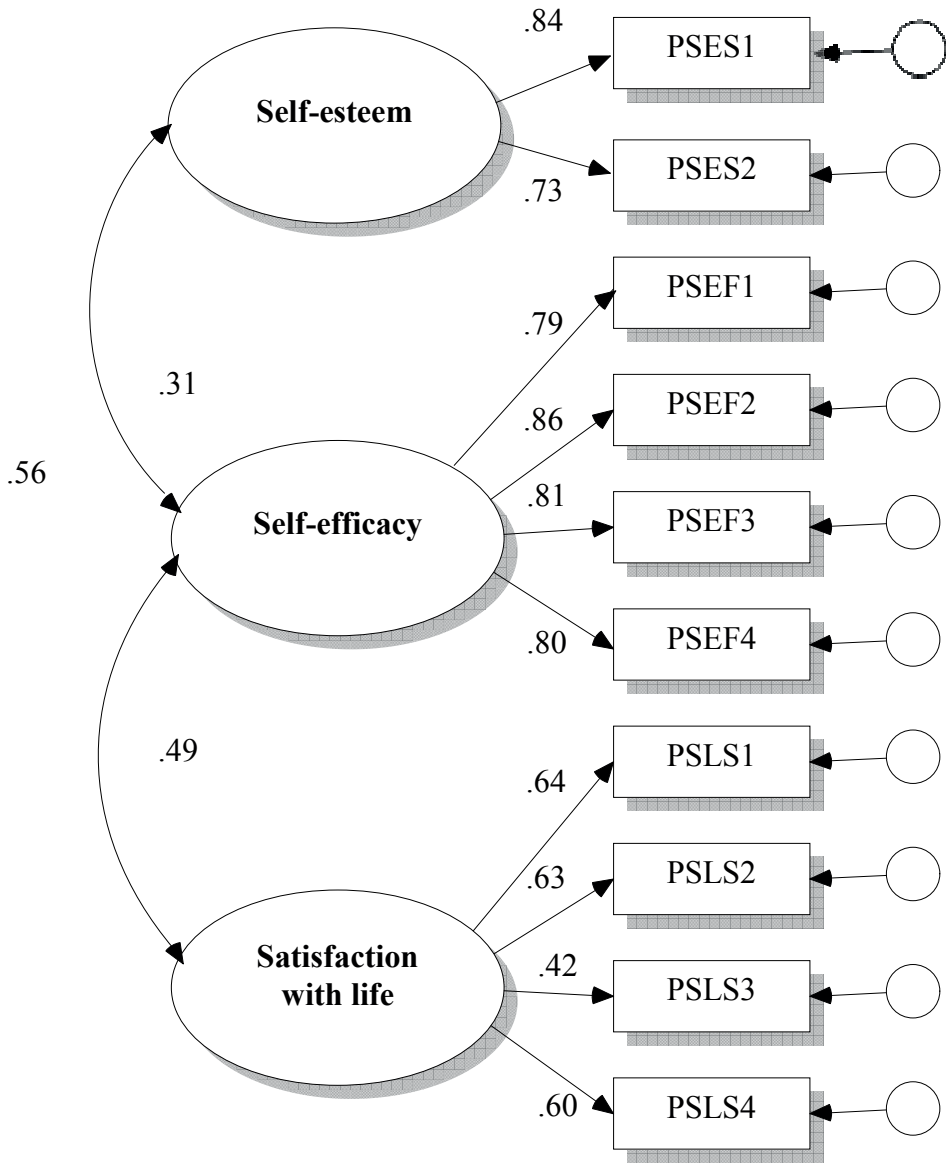 .84
PSES1
Self-esteem
PSES2
.73
PSEF1
.79
.31
PSEF2
.86
.56
.81
Self-efficacy
PSEF3
PSEF4
.80
.49
PSLS1
.64
PSLS2
.63
Satisfaction
with life
.42
PSLS3
.60
PSLS4